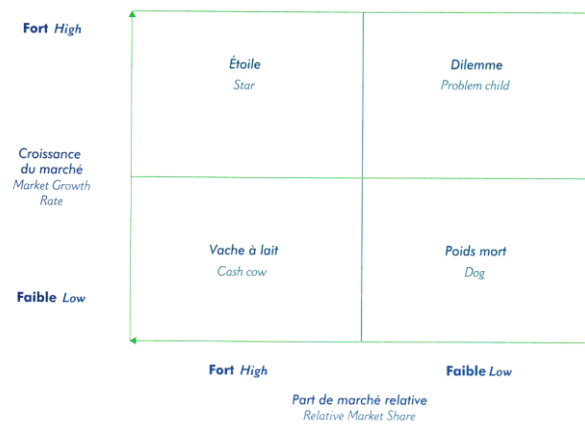 Fort High
Étoile
Star
Dilemme
Problem child
Croissance
du marché
Market Growth
Rate
Vache à lait
Cash cow
Poids mort
Dog
Faible Low
Fort High
Faible Low
Part de marché relative
Relative Market Share